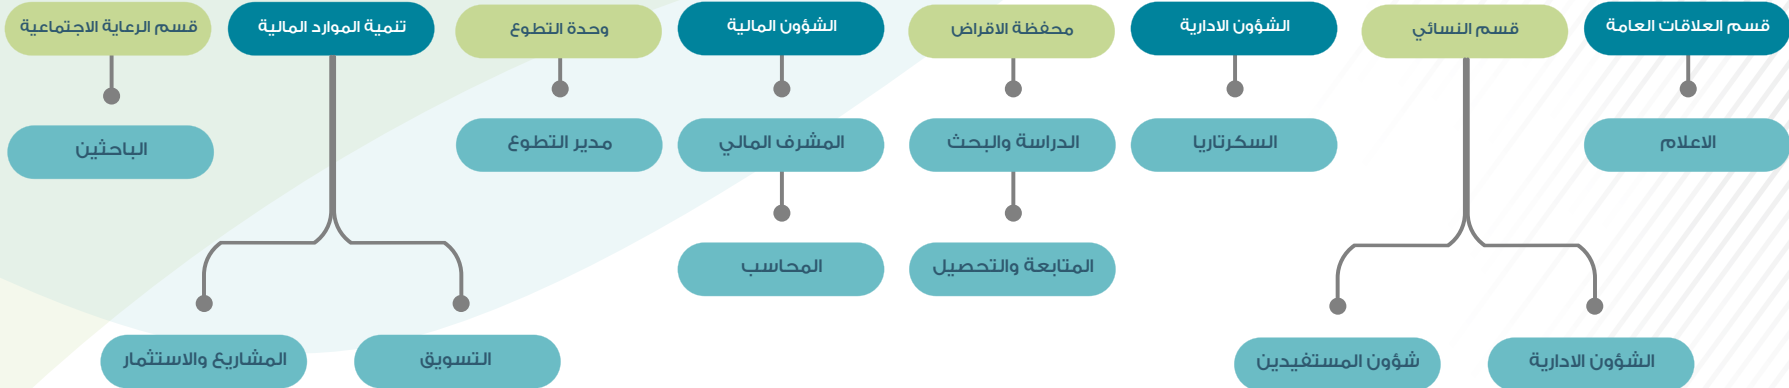 قسم العلاقات العامة
قسم النسائي
الشؤون الادارية
محفظة الاقراض
الشؤون المالية
وحدة التطوع
تنمية الموارد المالية
قسم الرعاية الاجتماعية
الاعلام
السكرتاريا
الدراسة والبحث
المشرف المالي
مدير التطوع
الباحثين
المتابعة والتحصيل
المحاسب
الشؤون الادارية
شؤون المستفيدين
التسويق
المشاريع والاستثمار